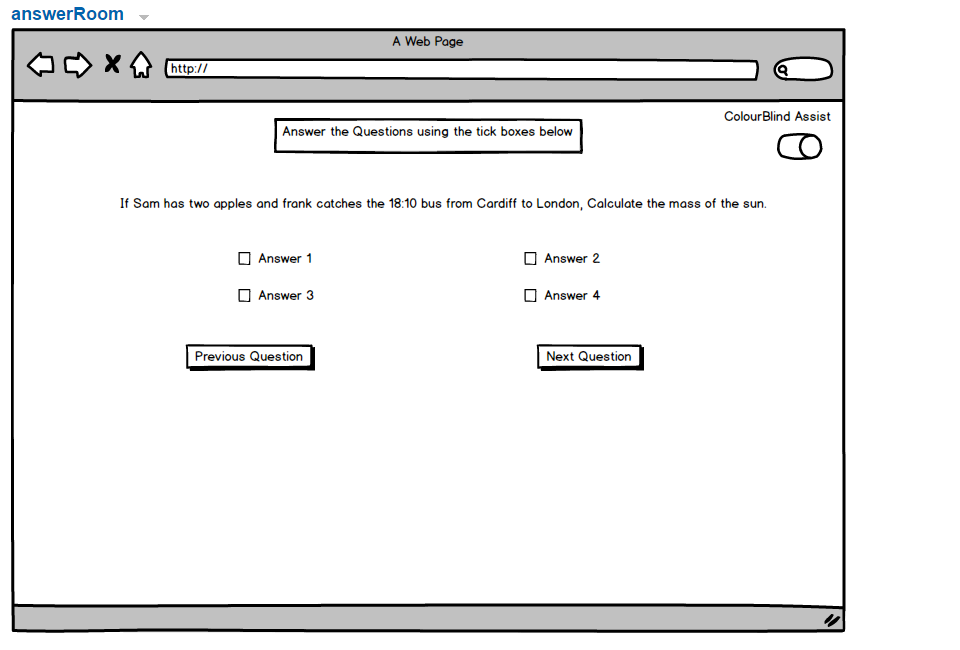 answerRoom
A Web Page
http://
ColourBlind Assist
Answer the Questions using the tick boxes below
If Sam has two apples and frank catches the 18:10 bus from Cardiff to London, Calculate the mass of the sun.
Answer 1
Answer 2
Answer 3
Answer 4
Previous Question
Next Question